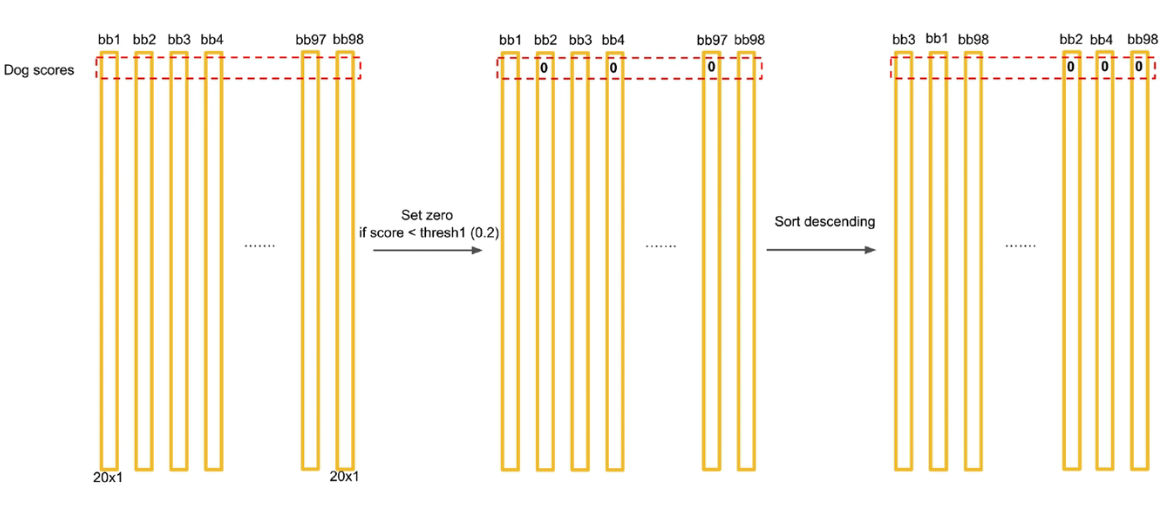 bb1 bb2 bb3 bb4 bb97 bb98 bb1 bb2 bb3 bb4 bb97 bb98 bb3 bb1 bb98 bb2 bb4 bb98
Dog scores 0 0 0 0 0 0
Set zero
if score < thresh1 (0.2)
Sort descending
....... ....... .......
20x1 20x1